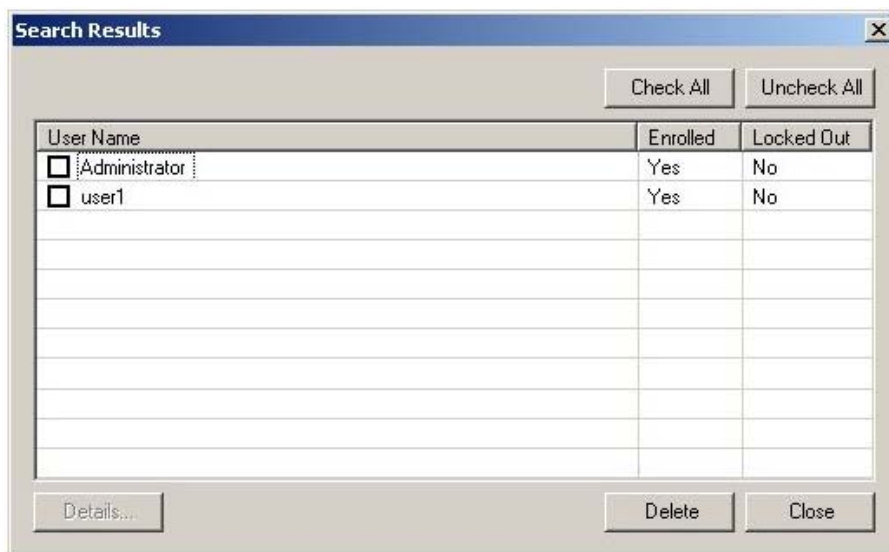 Search Results
Check All Uncheck All
User Name Enrolled Locked Out
Administrator Yes No
user1 Yes No
Details... Delete Close